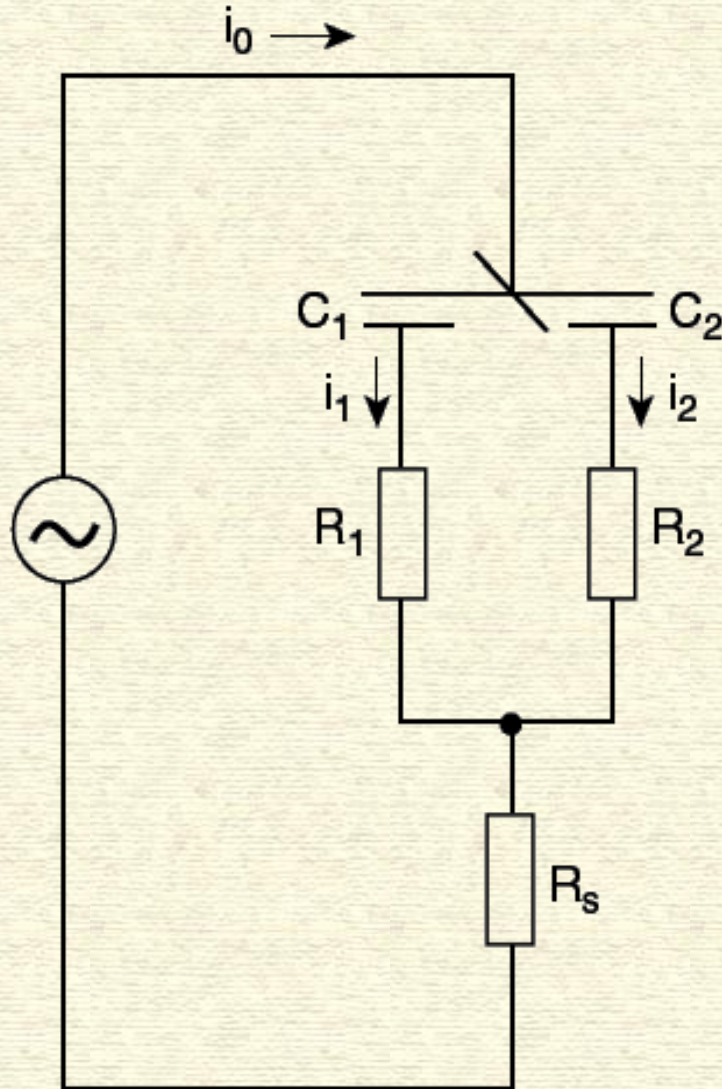 i₀
C₁ C₂
i₁ i₂
R₁ R₂
Rₛ